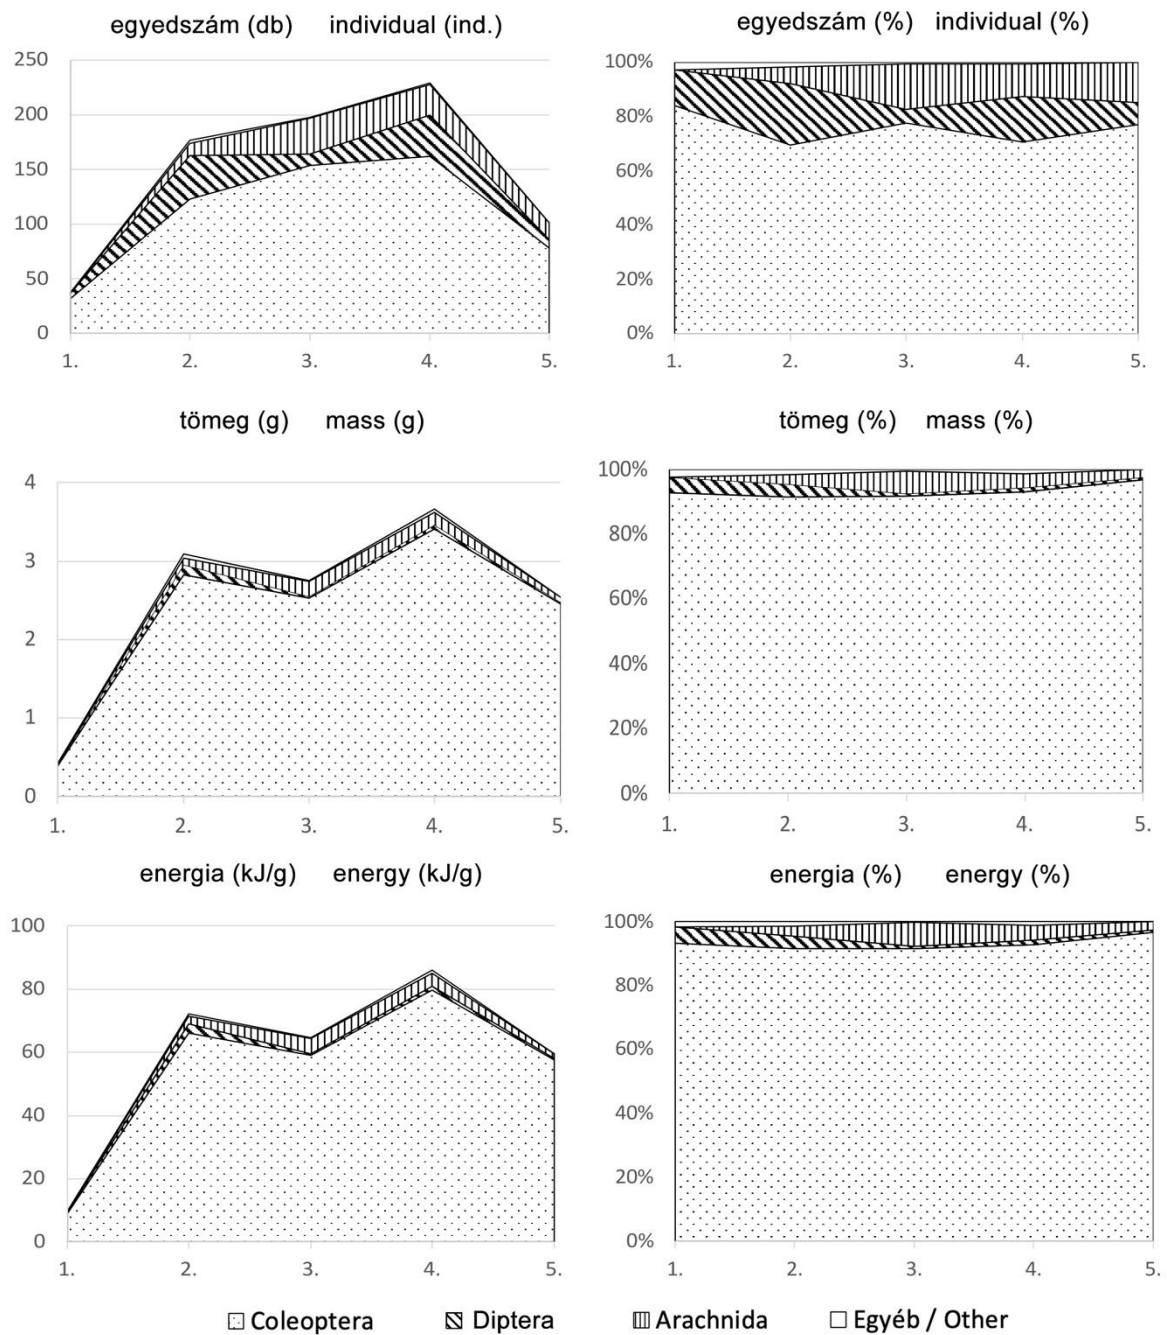 egyedszám (db) individual (ind.)
250
200
150
100
50
0
1. 2. 3. 4. 5.
egyedszám (%) individual (%)
100%
80%
60%
40%
20%
0%
1. 2. 3. 4. 5.
tömeg (g) mass (g)
4
3
2
1
0
1. 2. 3. 4. 5.
tömeg (%) mass (%)
100%
80%
60%
40%
20%
0%
1. 2. 3. 4. 5.
energia (kJ/g) energy (kJ/g)
100
80
60
40
20
0
1. 2. 3. 4. 5.
energia (%) energy (%)
100%
80%
60%
40%
20%
0%
1. 2. 3. 4. 5.
Coleoptera Diptera Arachnida Egyéb / Other